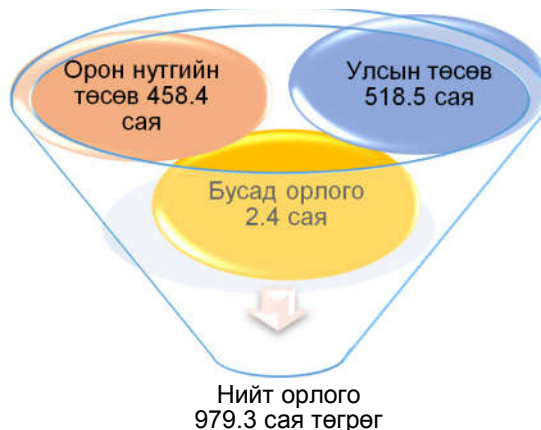 Орон нутгийн
төсөв 458.4
сая
Улсын төсөв
518.5 сая
Бусад орлого
2.4 сая
Нийт орлого
979.3 сая төгрөг